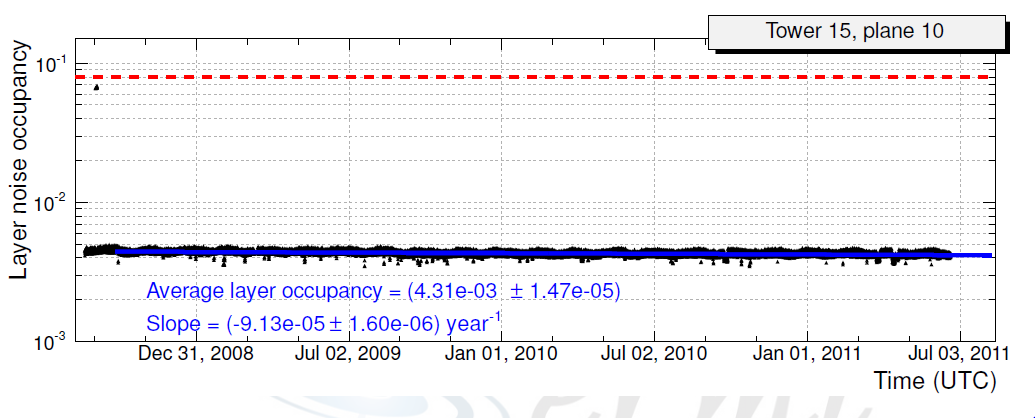 Tower 15, plane 10
Layer noise occupancy
10⁻¹
10⁻²
10⁻³
Average layer occupancy = (4.31e-03 ± 1.47e-05)
Slope = (-9.13e-05 ± 1.60e-06) year⁻¹
Dec 31, 2008 Jul 02, 2009 Jan 01, 2010 Jul 02, 2010 Jan 01, 2011 Jul 03, 2011
Time (UTC)